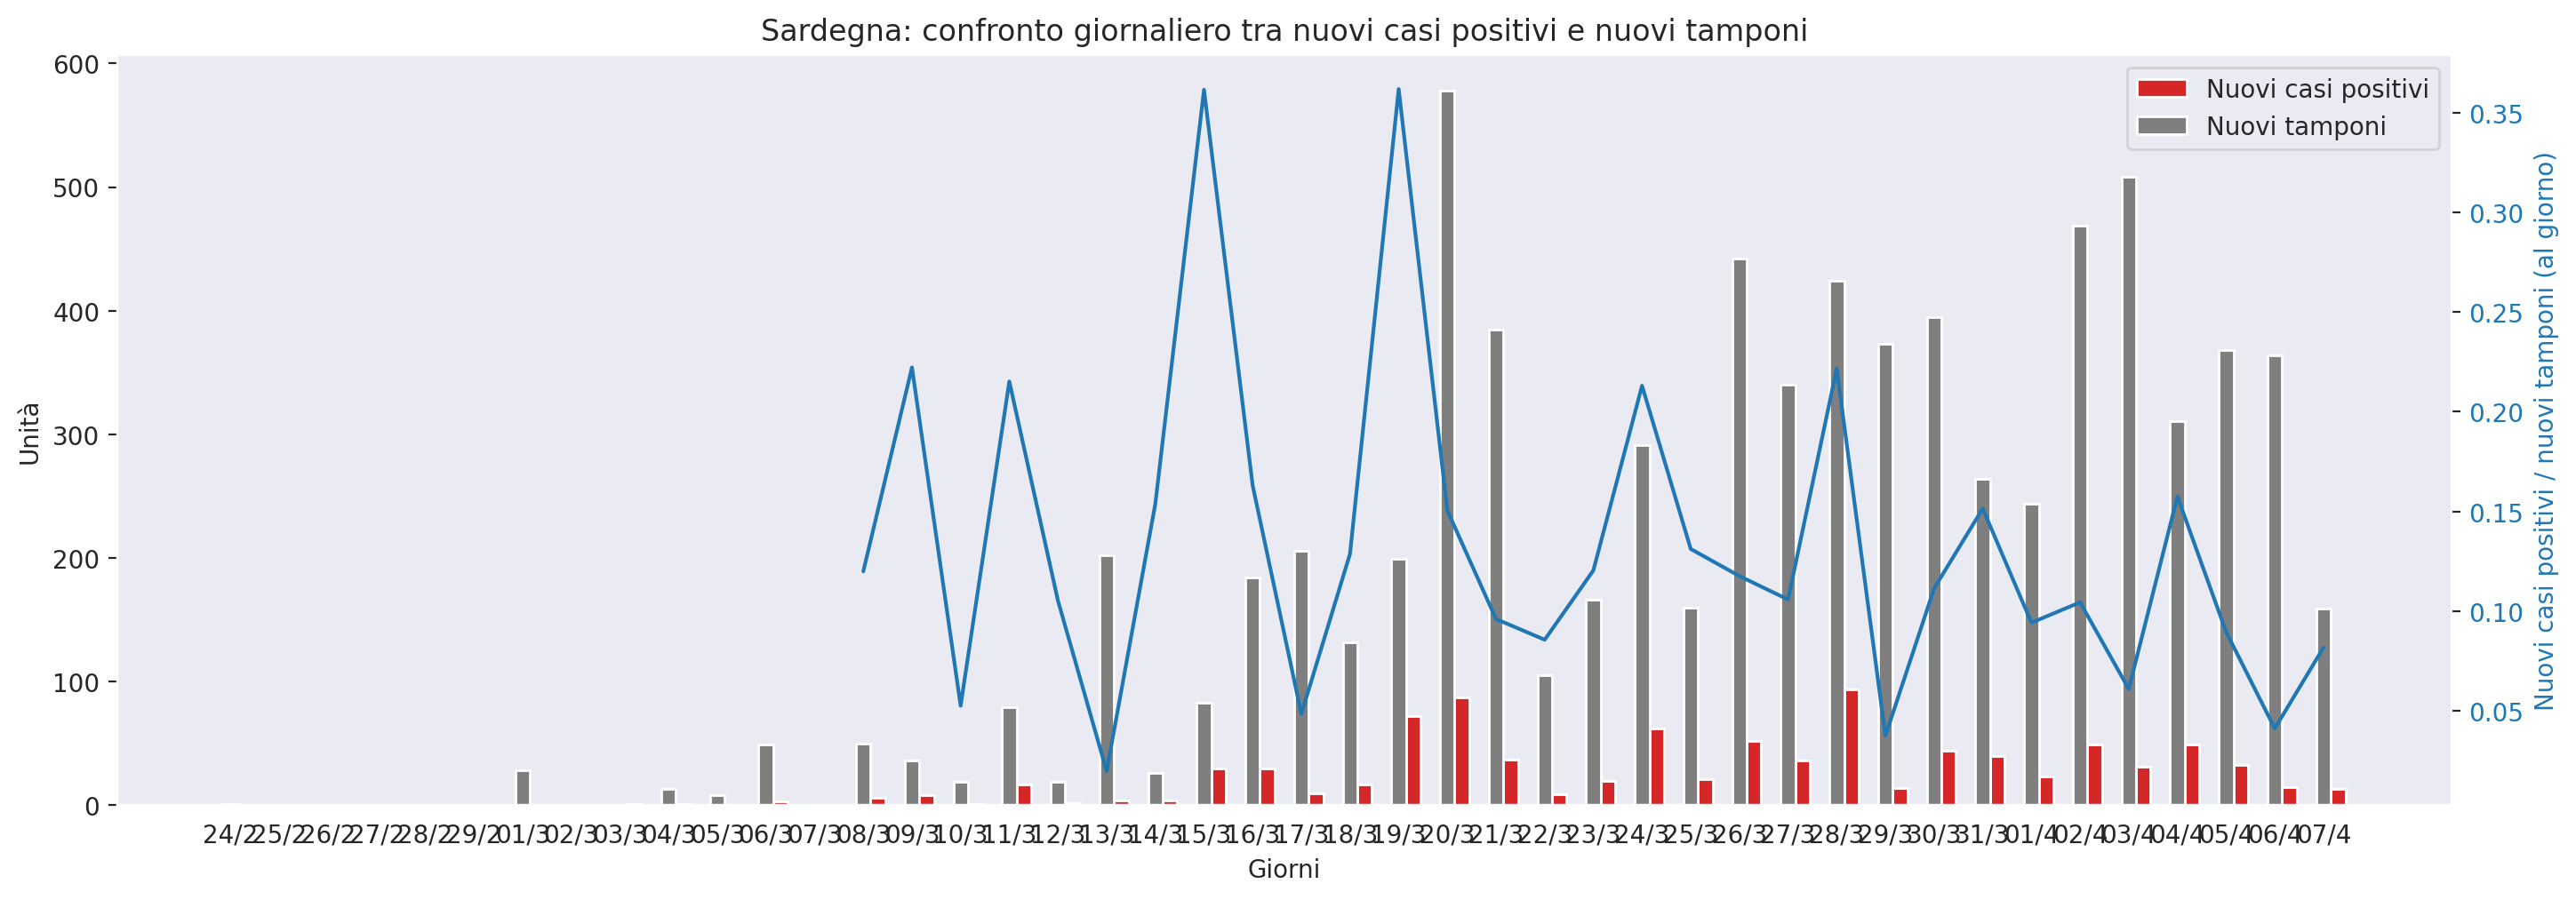 Sardegna: confronto giornaliero tra nuovi casi positivi e nuovi tamponi
Nuovi casi positivi
Nuovi tamponi
600
500
400
300
200
100
0
Unità
0.35
0.30
0.25
0.20
0.15
0.10
0.05
Nuovi casi positivi / nuovi tamponi (al giorno)
24/2 25/2 26/2 27/2 28/2 29/2 01/3 02/3 03/3 04/3 05/3 06/3 07/3 08/3 09/3 10/3 11/3 12/3 13/3 14/3 15/3 16/3 17/3 18/3 19/3 20/3 21/3 22/3 23/3 24/3 25/3 26/3 27/3 28/3 29/3 30/3 31/3 01/4 02/4 03/4 04/4 05/4 06/4 07/4
Giorni